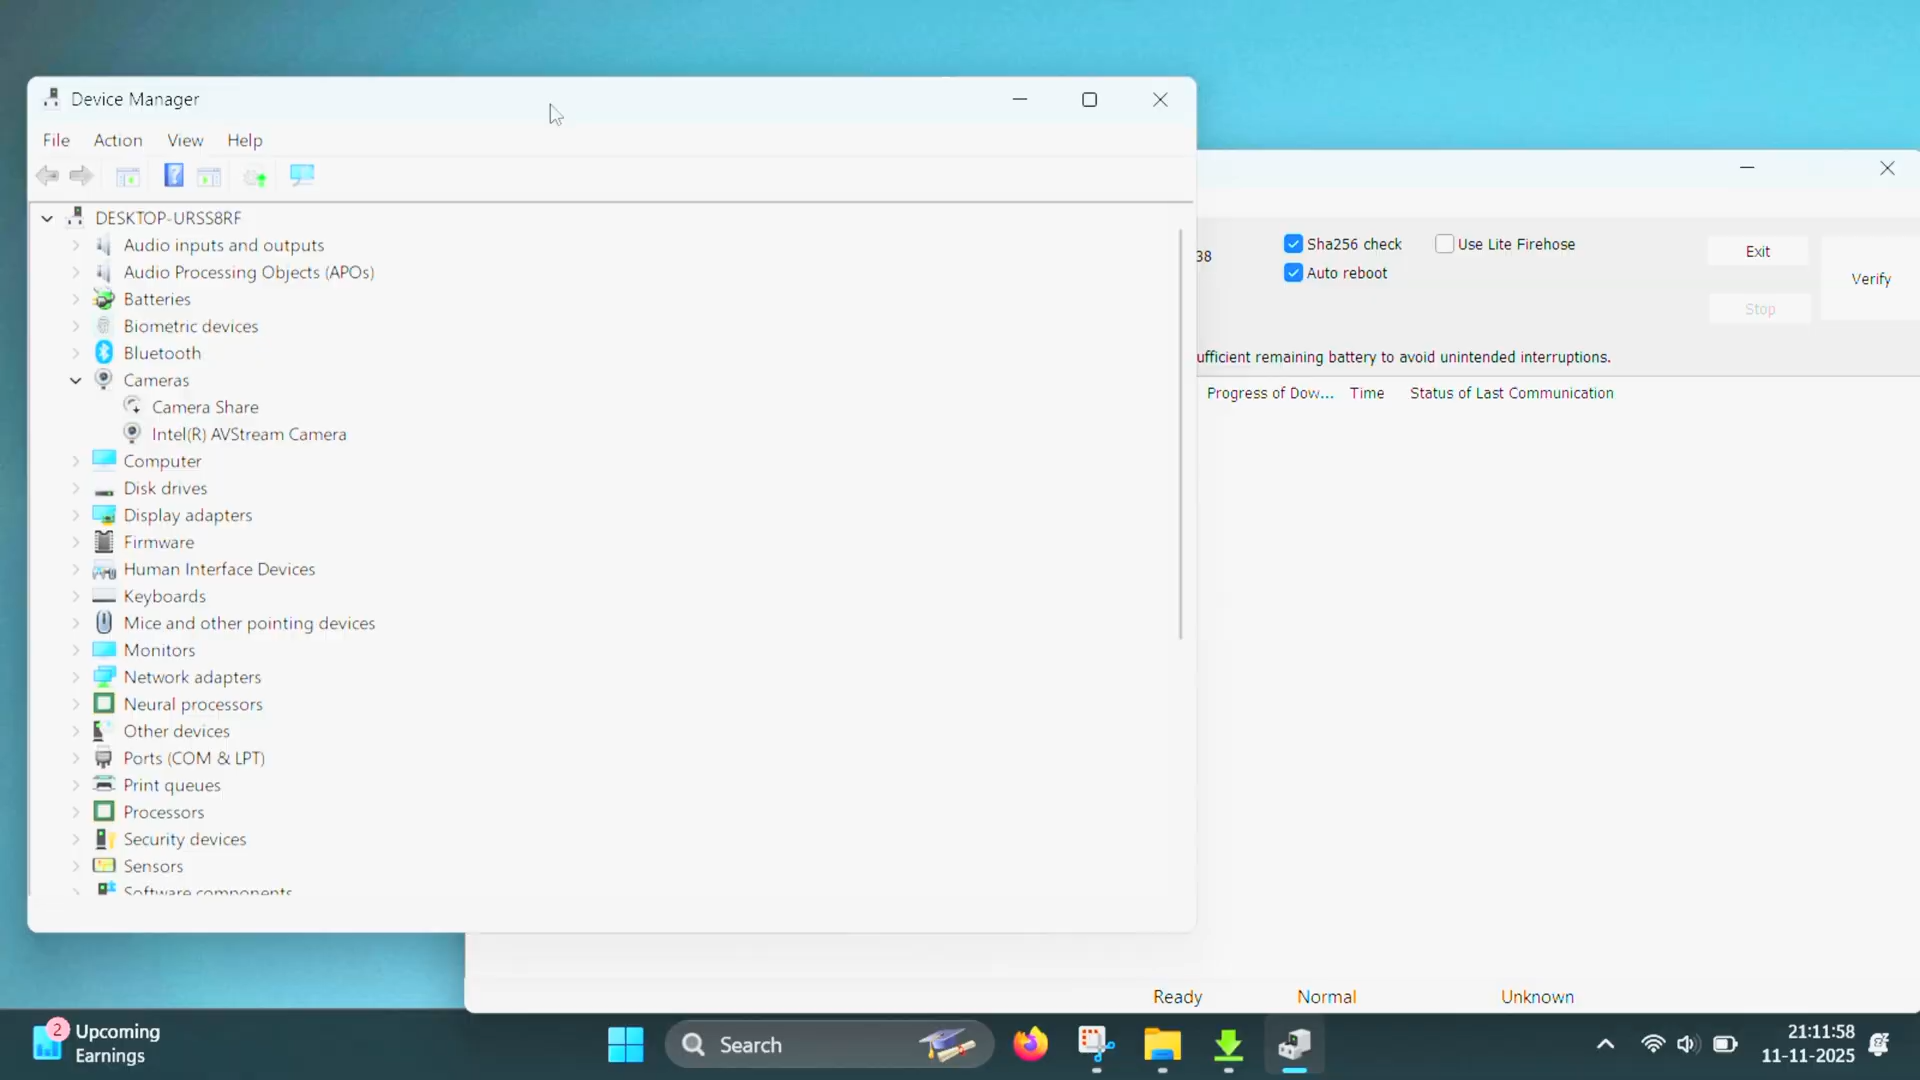 Device Manager
File Action View Help
DESKTOP-URSS8RF
Audio inputs and outputs
Audio Processing Objects (APOs)
Batteries
Biometric devices
Bluetooth
Cameras
Camera Share
Intel(R) AVStream Camera
Computer
Disk drives
Display adapters
Firmware
Human Interface Devices
Keyboards
Mice and other pointing devices
Monitors
Network adapters
Neural processors
Other devices
Ports (COM & LPT)
Print queues
Processors
Security devices
Sensors
Software components
38
Sha256 check
Use Lite Firehose
Auto reboot
Exit
Stop
Verify
ufficient remaining battery to avoid unintended interruptions.
Progress of Dow... Time Status of Last Communication
Ready Normal Unknown
2
Upcoming
Earnings
Search
21:11:58
11-11-2025